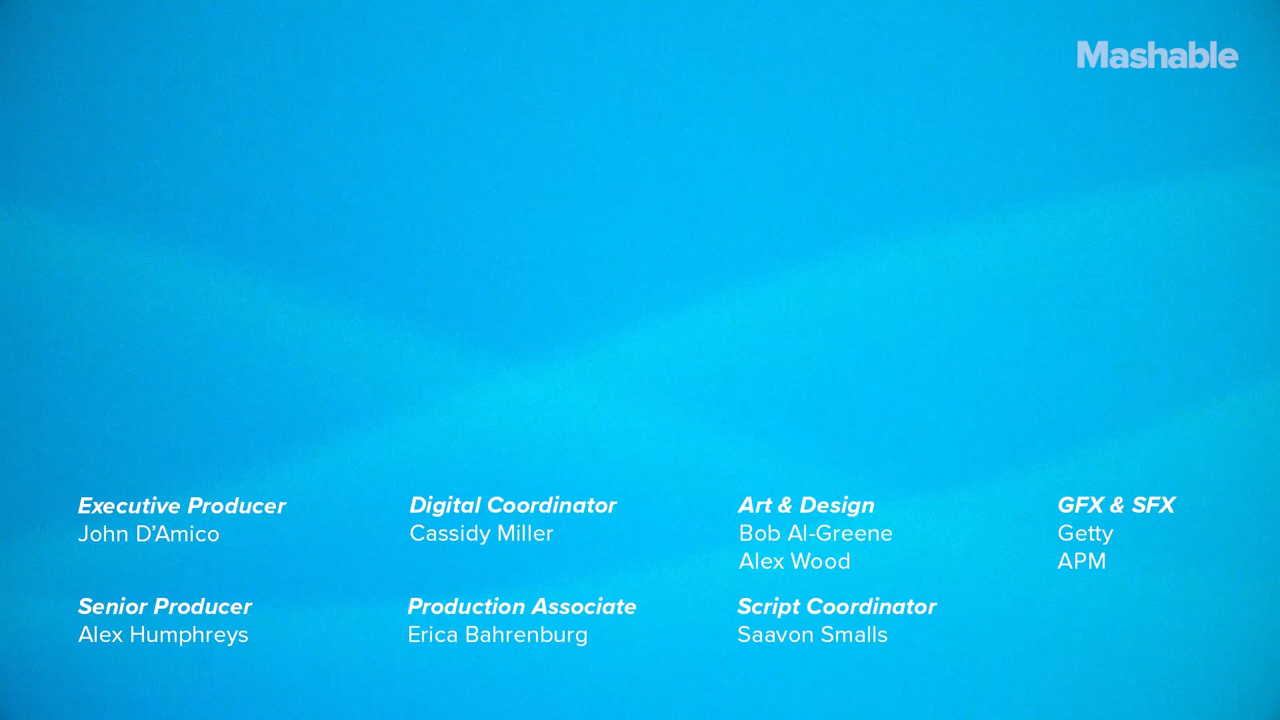 Mashable
Executive Producer
John D’Amico
Digital Coordinator
Cassidy Miller
Art & Design
Bob Al-Greene
Alex Wood
GFX & SFX
Getty
APM
Senior Producer
Alex Humphreys
Production Associate
Erica Bahrenburg
Script Coordinator
Saavon Smalls